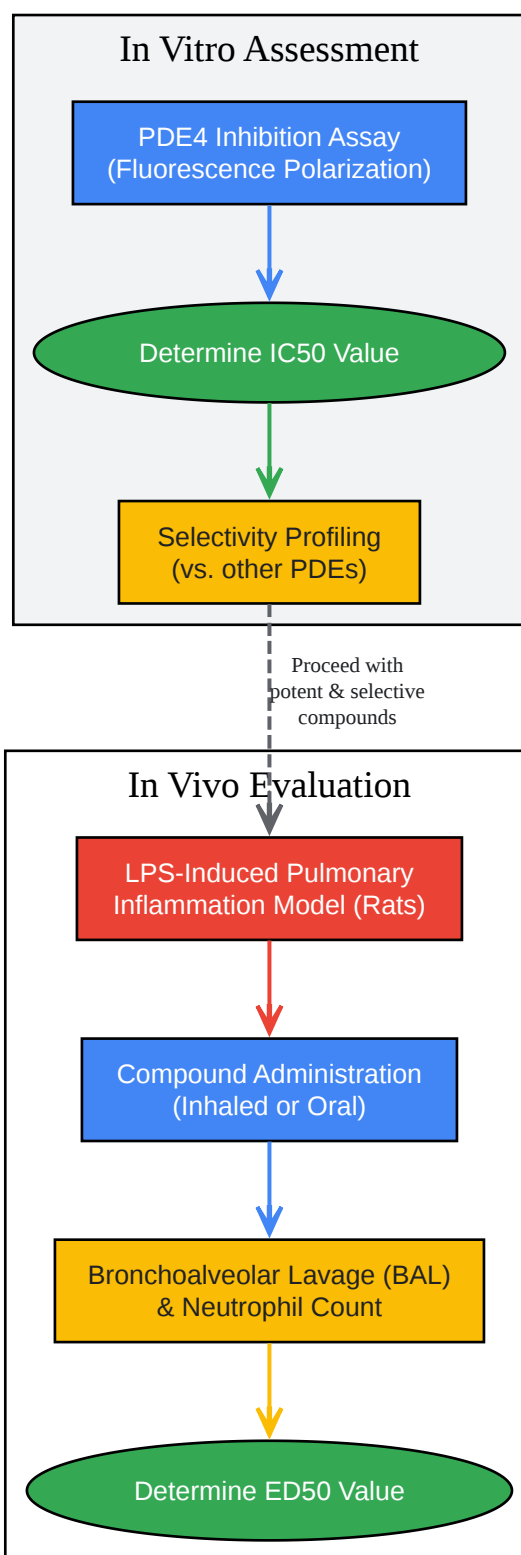 In Vitro Assessment
PDE4 Inhibition Assay
(Fluorescence Polarization)
Determine IC50 Value
Selectivity Profiling
(vs. other PDEs)
Proceed with
potent & selective
compounds
In Vivo Evaluation
LPS-Induced Pulmonary
Inflammation Model (Rats)
Compound Administration
(Inhaled or Oral)
Bronchoalveolar Lavage (BAL)
& Neutrophil Count
Determine ED50 Value